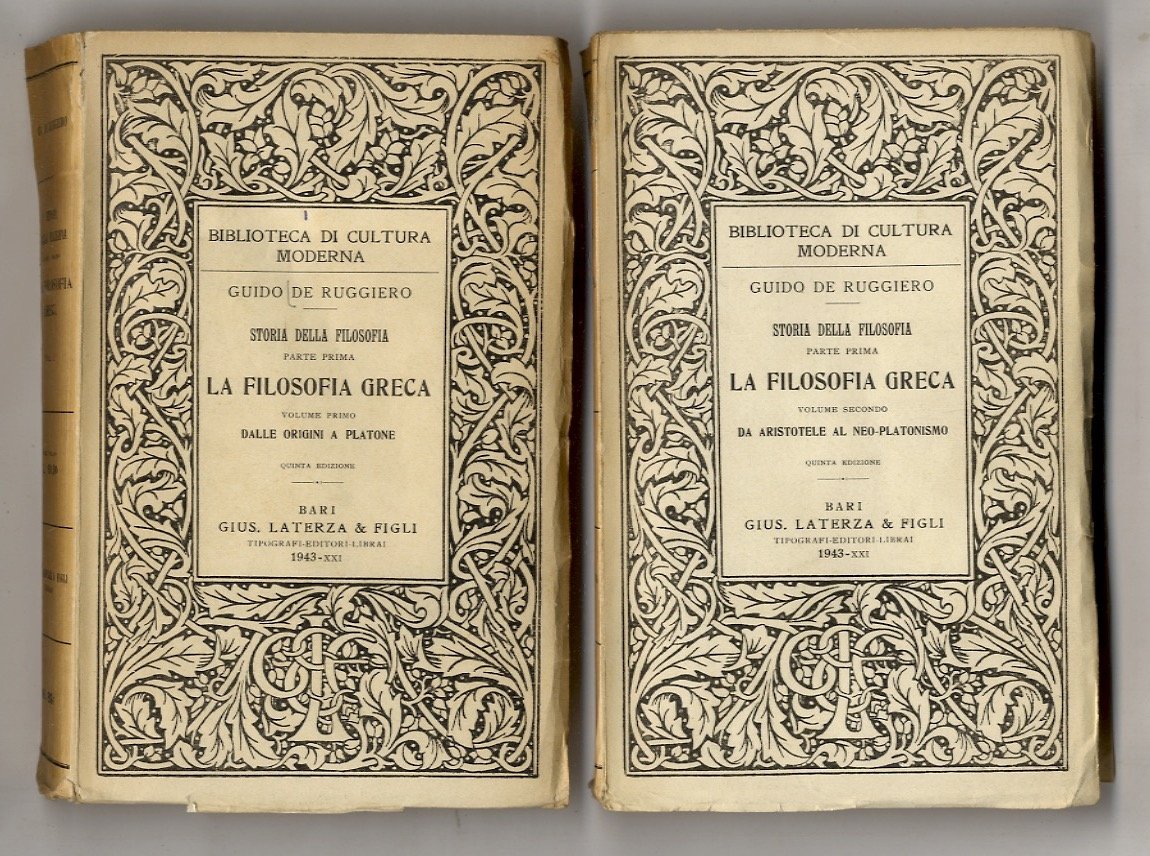 BIBLIOTECA DI CULTURA
MODERNA
GUIDO DE RUGGIERO
STORIA DELLA FILOSOFIA
PARTE PRIMA
LA FILOSOFIA GRECA
VOLUME PRIMO
DALLE ORIGINI A PLATONE
QUINTA EDIZIONE
BARI
GIUS. LATERZA & FIGLI
TIPOGRAFI-EDITORI-LIBRAI
1943-XXI
BIBLIOTECA DI CULTURA
MODERNA
GUIDO DE RUGGIERO
STORIA DELLA FILOSOFIA
PARTE PRIMA
LA FILOSOFIA GRECA
VOLUME SECONDO
DA ARISTOTELE AL NEO-PLATONISMO
QUINTA EDIZIONE
BARI
GIUS. LATERZA & FIGLI
TIPOGRAFI-EDITORI-LIBRAI
1943-XXI